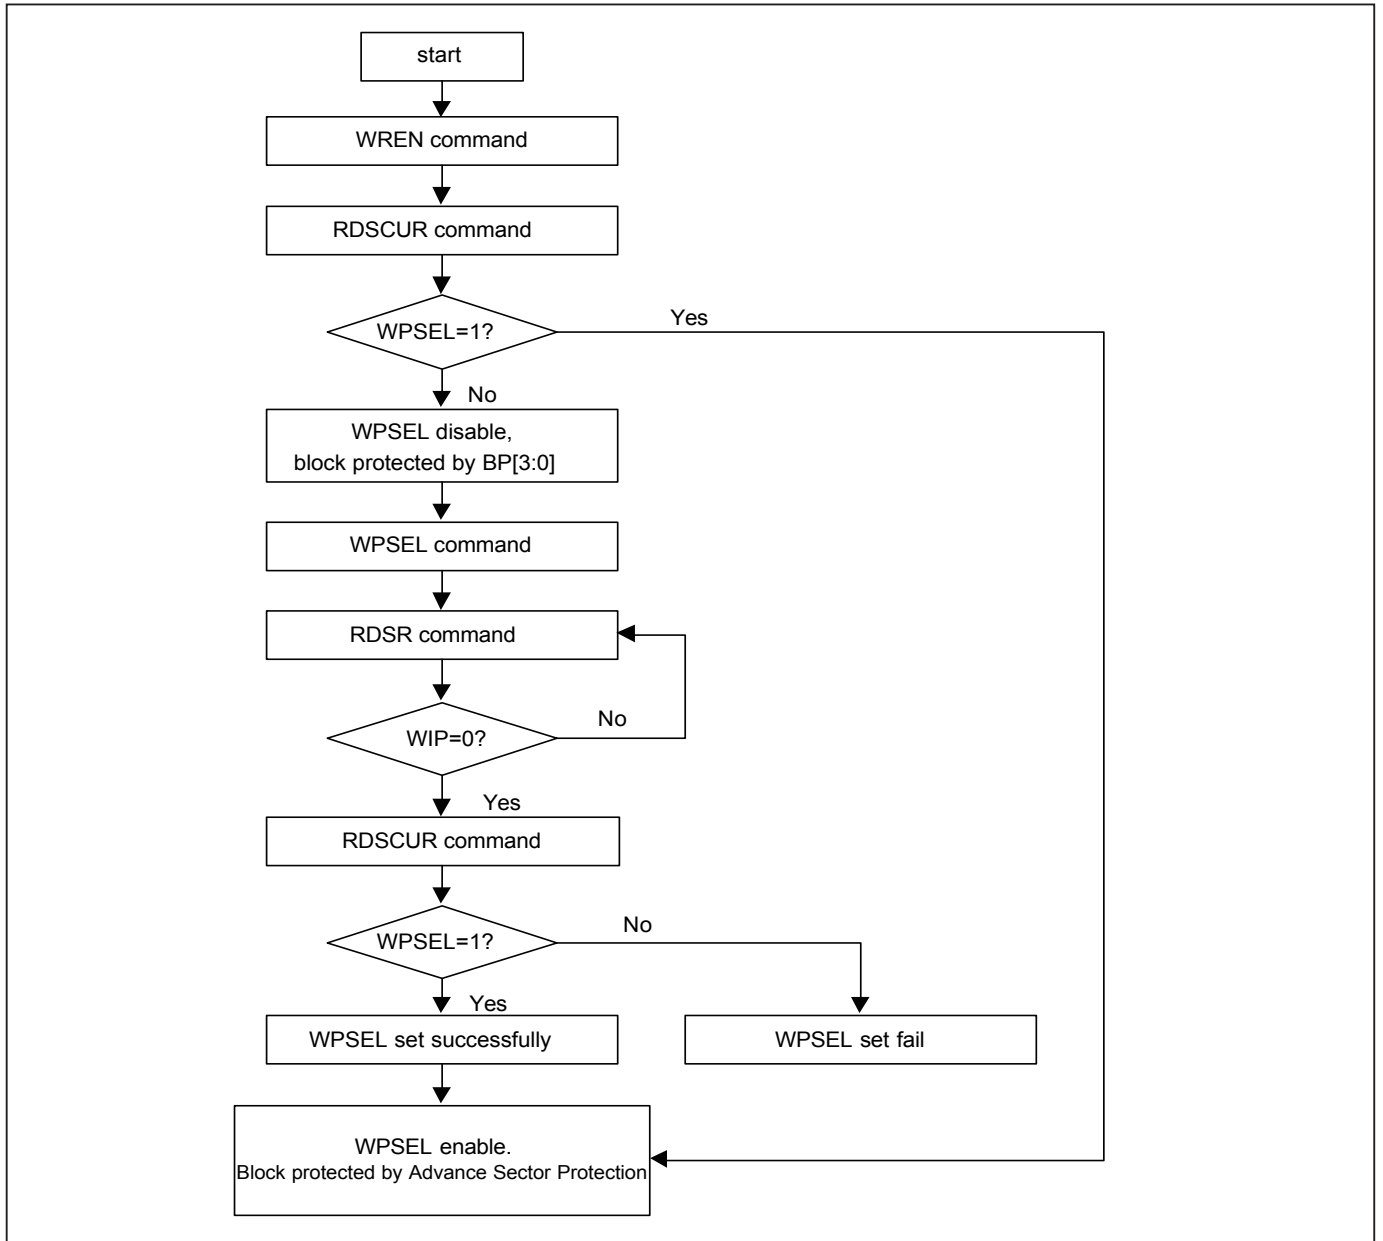 start
WREN command
RDSCUR command
WPSEL=1?
Yes
No
WPSEL disable,
block protected by BP[3:0]
WPSEL command
RDSR command
WIP=0?
No
Yes
RDSCUR command
WPSEL=1?
No
Yes
WPSEL set successfully
WPSEL set fail
WPSEL enable.
Block protected by Advance Sector Protection